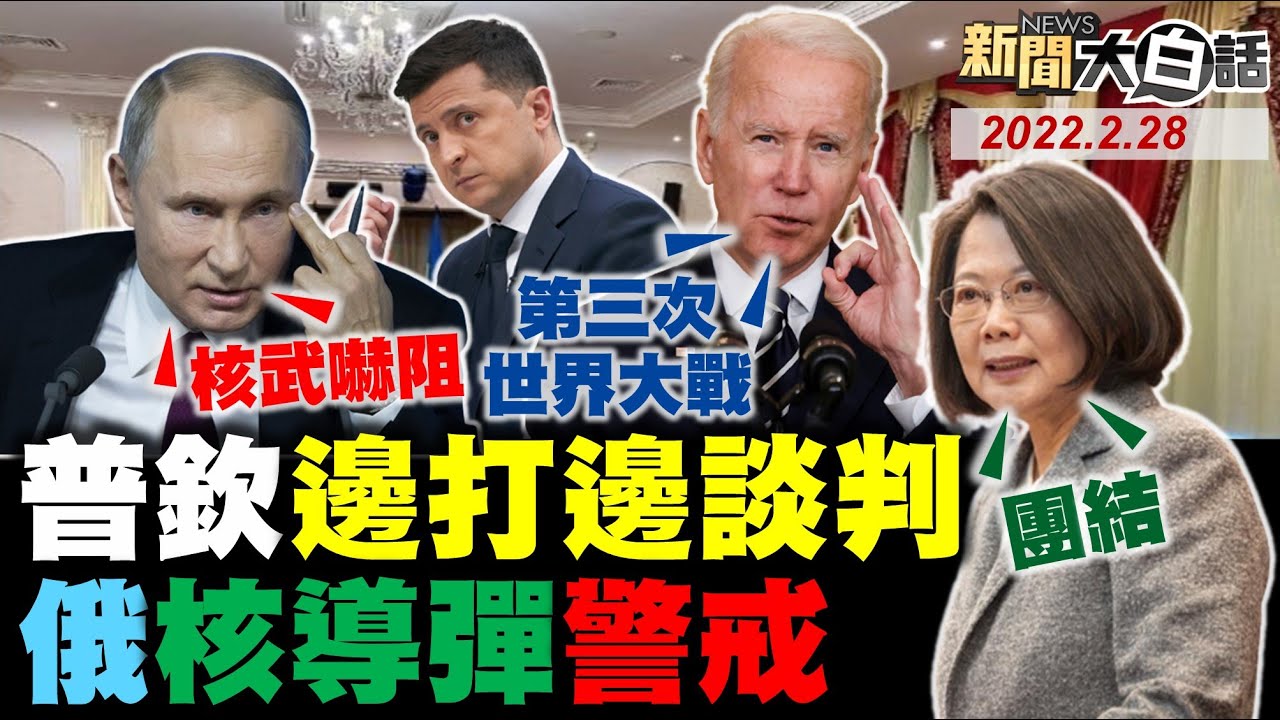 NEWS
新聞大白話
2022.2.28
核武嚇阻
第三次
世界大戰
團結
普欽邊打邊談判
俄核導彈警戒